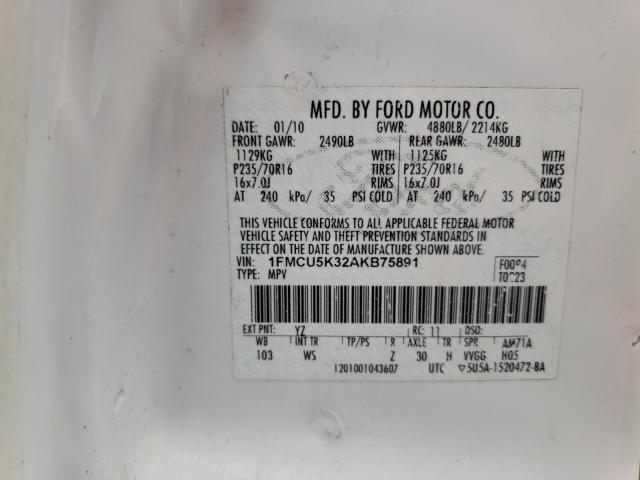 MFD. BY FORD MOTOR CO.
DATE: 01/10 GVWR: 4880LB/ 2214KG
FRONT GAWR: 2490LB REAR GAWR: 2480LB
1129KG WITH 1125KG WITH
P235/70R16 TIRES P235/70R16 TIRES
16x7.0J RIMS 16x7.0J RIMS
AT 240 kPa/ 35 PSI COLD AT 240 kPa/ 35 PSI COLD
THIS VEHICLE CONFORMS TO ALL APPLICABLE FEDERAL MOTOR
VEHICLE SAFETY AND THEFT PREVENTION STANDARDS IN
EFFECT ON THE DATE OF MANUFACTURE SHOWN ABOVE.
VIN: 1FMCU5K32AKB75891
TYPE: MPV
EXT PNT: YZ RC: 11 DSO:
WB INT TR TP/PS R AXLE TR SPR AM71A
103 WS Z 30 H VVGG H05
1201001043607 UTC ▽5U5A-1520472-BA